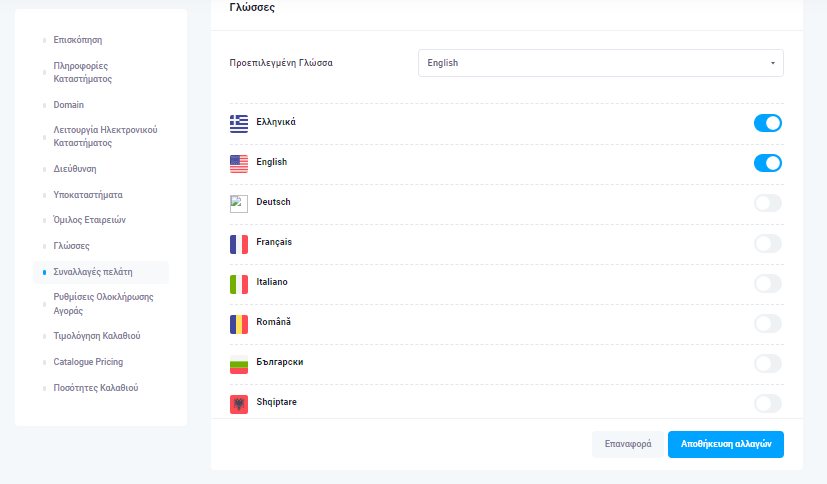 Επισκόπηση
Πληροφορίες
Καταστήματος
Domain
Λειτουργία Ηλεκτρονικού
Καταστήματος
Διεύθυνση
Υποκαταστήματα
Όμιλος Εταιρειών
Γλώσσες
Συναλλαγές πελάτη
Ρυθμίσεις Ολοκλήρωσης
Αγοράς
Τιμολόγηση Καλαθιού
Catalogue Pricing
Ποσότητες Καλαθιού
Γλώσσες
Προεπιλεγμένη Γλώσσα
English
Ελληνικά
English
Deutsch
Français
Italiano
Română
Български
Shqiptare
Επαναφορά
Αποθήκευση αλλαγών